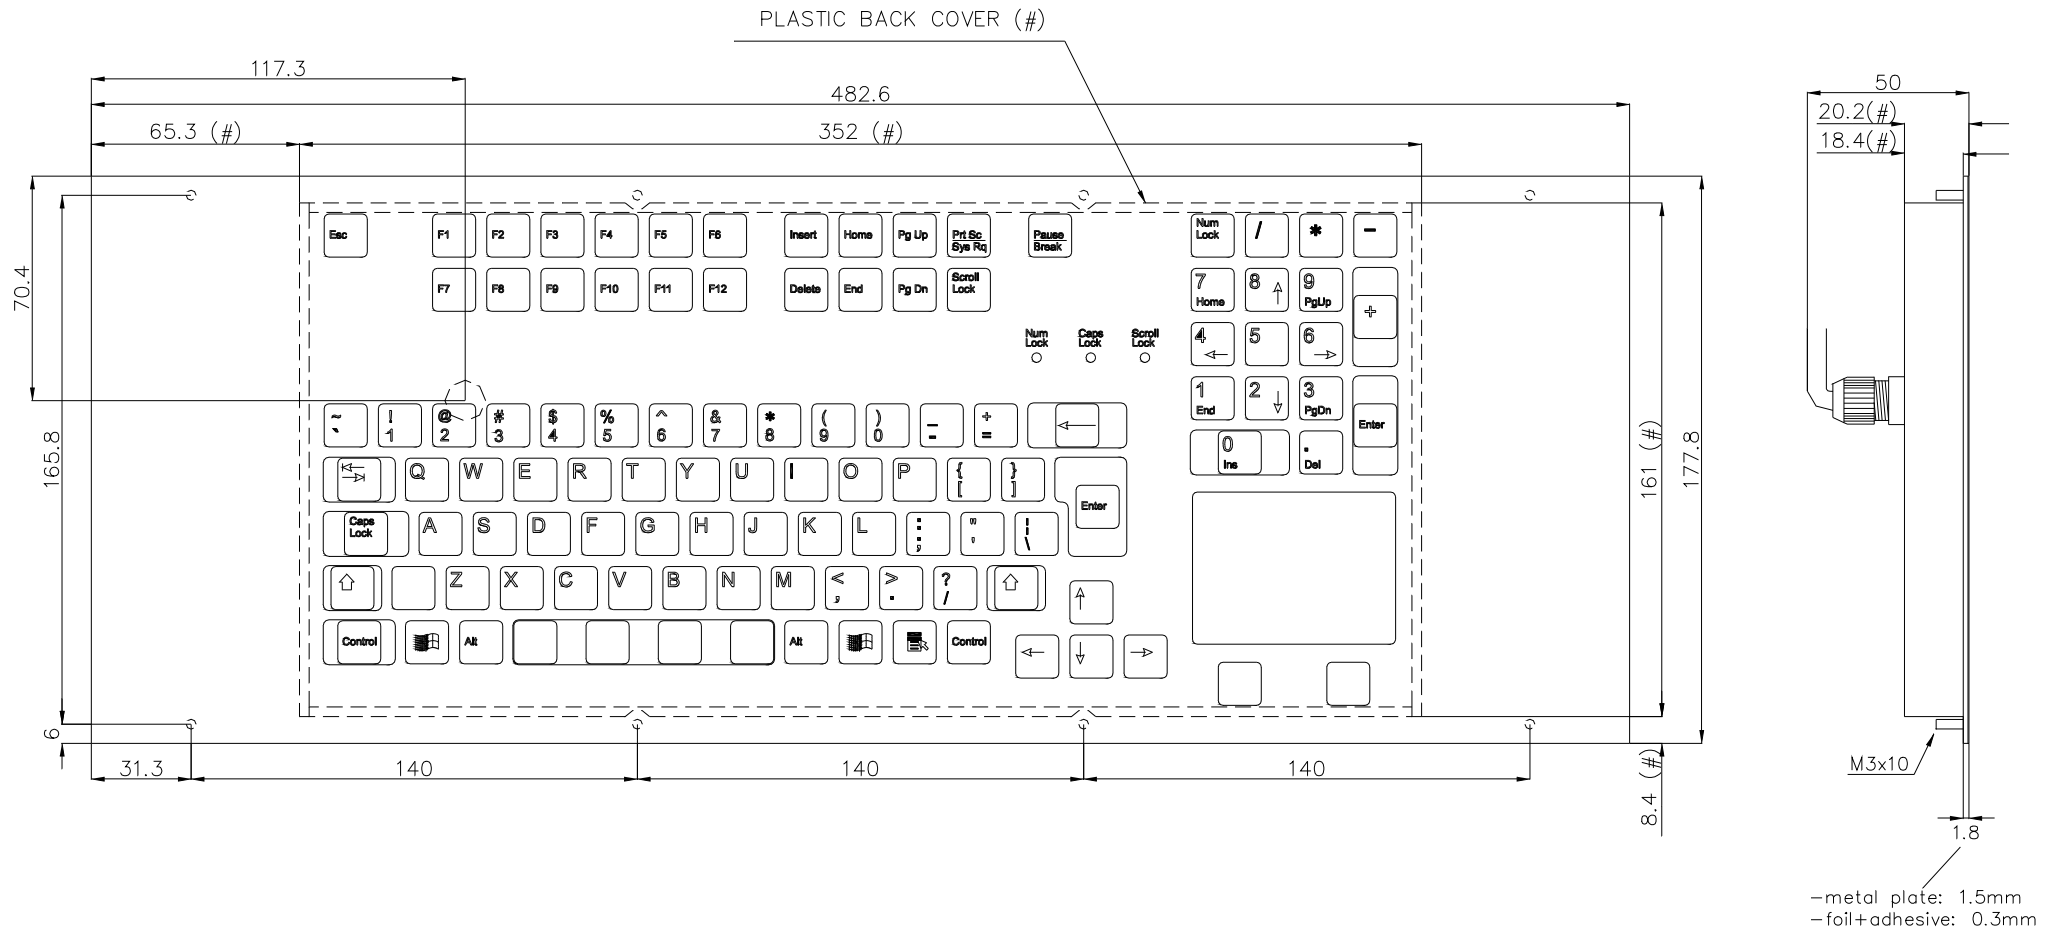 PLASTIC BACK COVER (#)
117.3
482.6
65.3 (#)
352 (#)
50
20.2(#)
18.4(#)
70.4
165.8
6
161 (#)
177.8
8.4 (#)
Esc F1 F2 F3 F4 F5 F6 Insert Home Pg Up Prt Sc Pause Num / * -
Sys Rq Break Lock
F7 F8 F9 F10 F11 F12 Delete End Pg Dn Scroll 7 8 9 +
Lock Home PgUp
Num Caps Scroll 4 5 6
Lock Lock Lock
1 2 3 Enter
End PgDn
~ ! @ # $ % ^ & * ( ) _ +
` 1 2 3 4 5 6 7 8 9 0 - =
0 .
Ins Del
Q W E R T Y U I O P { }
[ ]
Enter
Caps A S D F G H J K L : " ¦
Lock ; ' \
Z X C V B N M < > ?
, . /
Control Alt Alt Control
31.3
140
140
140
M3x10
1.8
-metal plate: 1.5mm
-foil+adhesive: 0.3mm